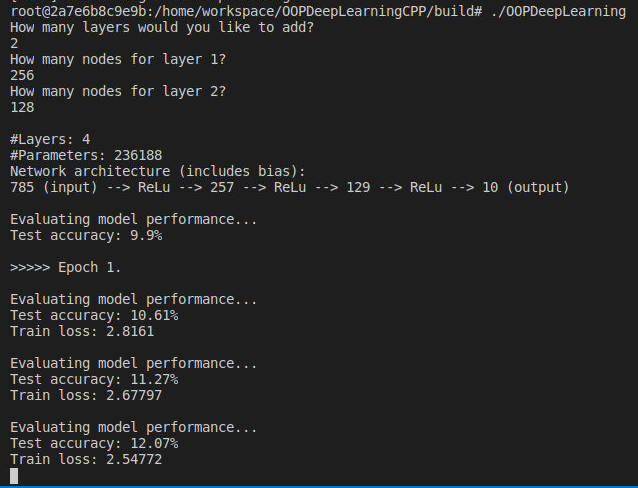 root@2a7e6b8c9e9b:/home/workspace/OOPDeepLearningCPP/build# ./OOPDeepLearning
How many layers would you like to add?
2
How many nodes for layer 1?
256
How many nodes for layer 2?
128
#Layers: 4
#Parameters: 236188
Network architecture (includes bias):
785 (input) --> ReLu --> 257 --> ReLu --> 129 --> ReLu --> 10 (output)
Evaluating model performance...
Test accuracy: 9.9%
>>>>> Epoch 1.
Evaluating model performance...
Test accuracy: 10.61%
Train loss: 2.8161
Evaluating model performance...
Test accuracy: 11.27%
Train loss: 2.67797
Evaluating model performance...
Test accuracy: 12.07%
Train loss: 2.54772